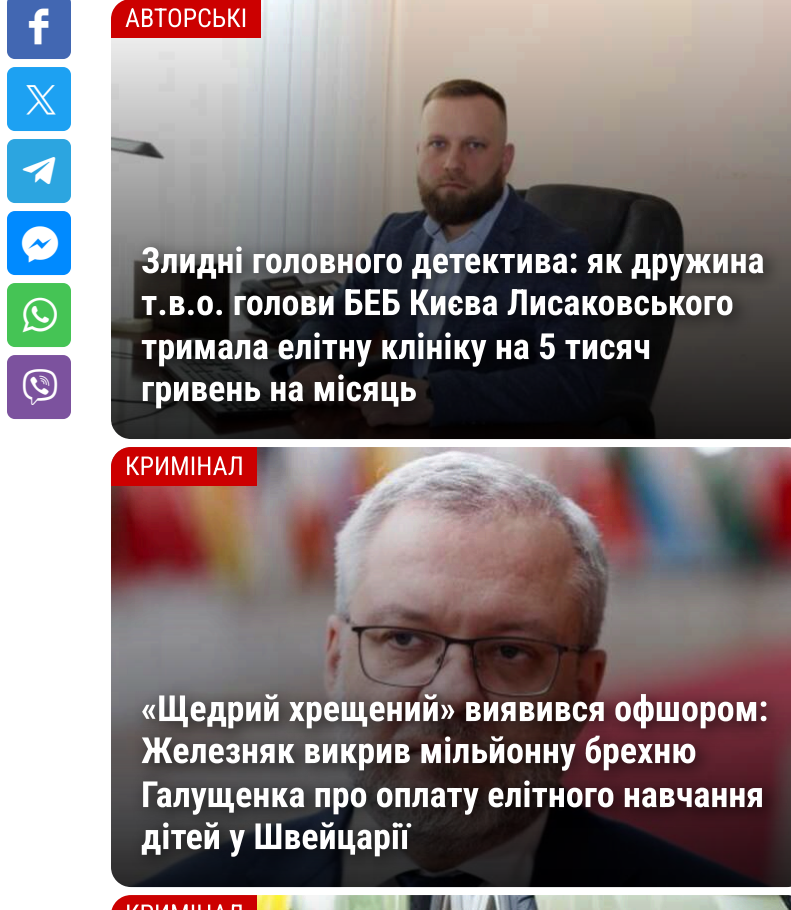 АВТОРСЬКІ
Злидні головного детектива: як дружина
т.в.о. голови БЕБ Києва Лисаковського
тримала елітну клініку на 5 тисяч
гривень на місяць
КРИМІНАЛ
«Щедрий хрещений» виявився офшором:
Железняк викрив мільйонну брехню
Галущенка про оплату елітного навчання
дітей у Швейцарії
КРИМІНАЛ